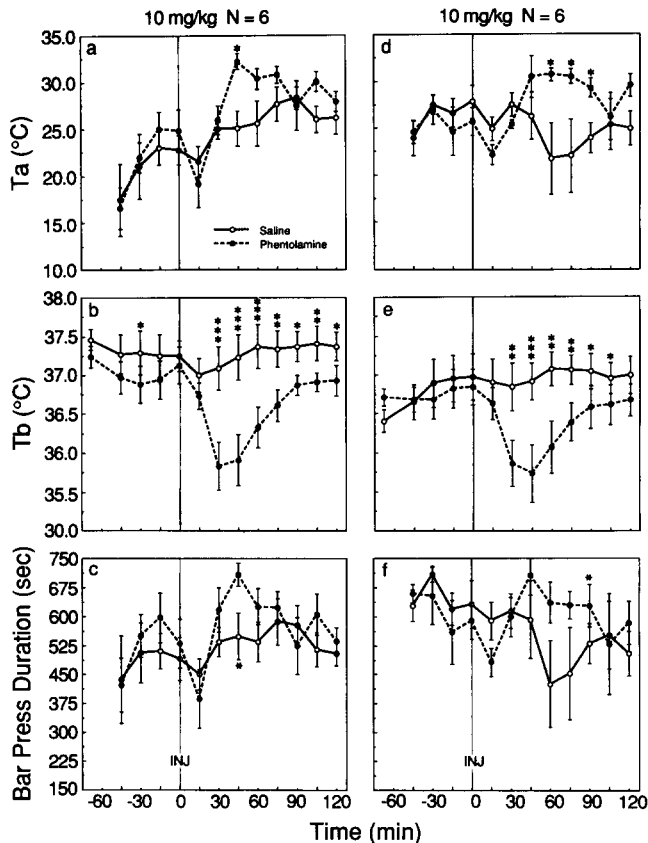 10 mg/kg N = 6
10 mg/kg N = 6
a
d
Ta (°C)
35.0
30.0
25.0
20.0
15.0
10.0
*
* * *
Saline
Phentolamine
b
e
Tb (°C)
38.0
37.5
37.0
36.5
36.0
35.5
30.0
* *** *** *** ** * ** *
** *** ** ** * *
c
f
Bar Press Duration (sec)
750
675
600
525
450
375
300
225
150
*
*
INJ
INJ
-60 -30 0 30 60 90 120
-60 -30 0 30 60 90 120
Time (min)